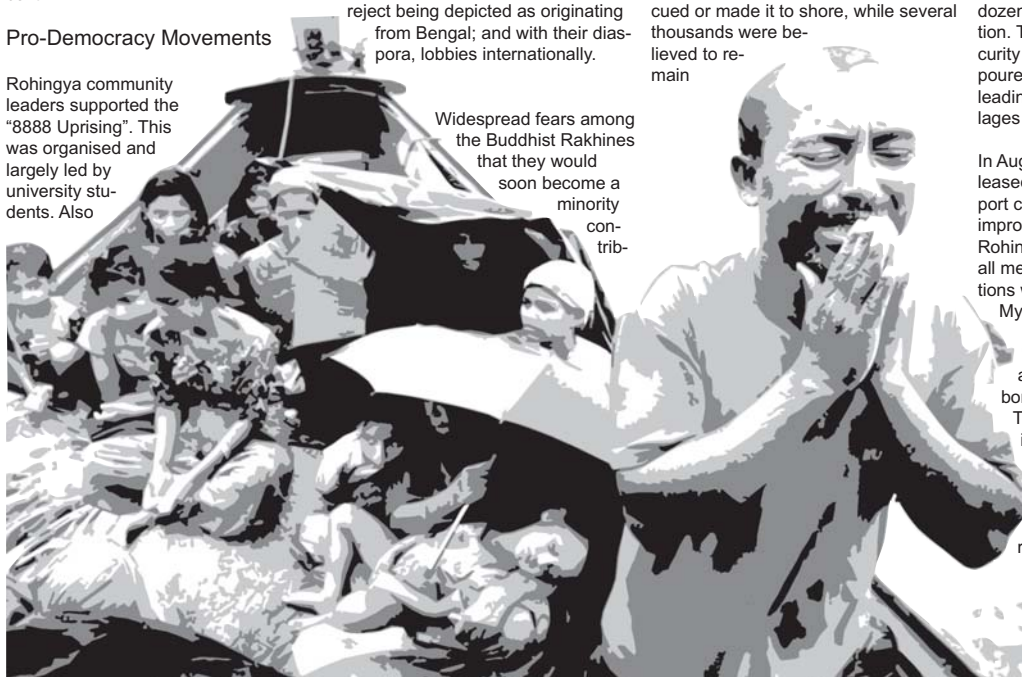 Pro-Democracy Movements
Rohingya community
leaders supported the
“8888 Uprising”. This
was organised and
largely led by
university stu-
dents. Also
reject being depicted as originating
from Bengal; and with their dias-
pora, lobbies internationally.
Widespread fears among
the Buddhist Rakhines
that they would
soon become a
minority
con-
trib-
cued or made it to shore, while several
thousands were be-
lieved to re-
main
tion. T
curity
poure
leadin
lages
In Aug
leased
port c
impro
Rohin
all me
tions
My